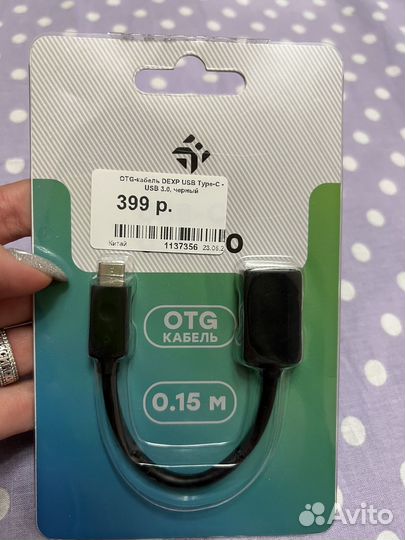 OTG-кабель DEXP USB Type-C -
USB 3.0, черный
399 р.
Китай 1137356
OTG
КАБЕЛЬ
0.15 м
Avito